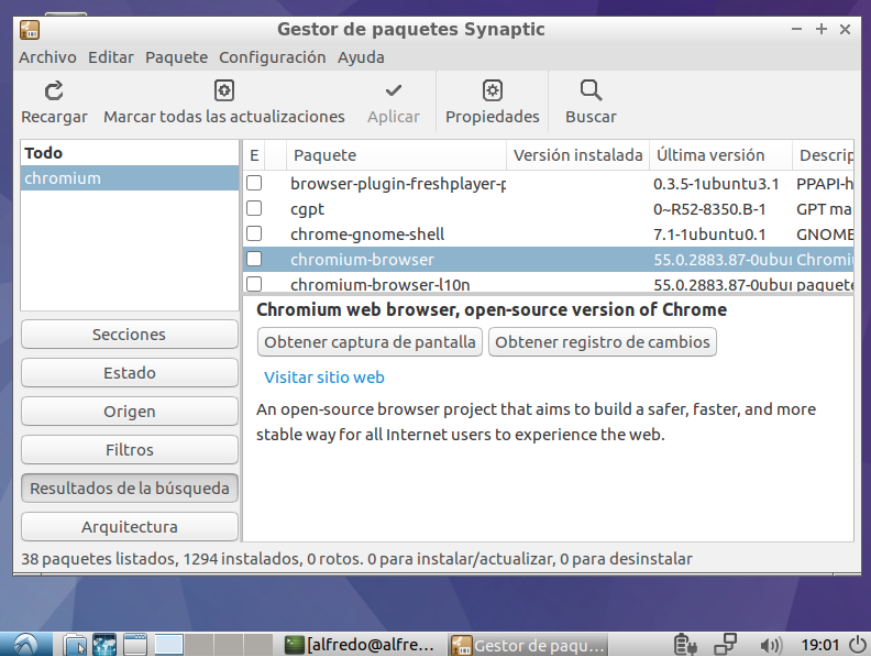 Gestor de paquetes Synaptic
Archivo Editar Paquete Configuración Ayuda
Recargar Marcar todas las actualizaciones Aplicar Propiedades Buscar
Todo
chromium
E Paquete Versión instalada Última versión Descrip
browser-plugin-freshplayer-p 0.3.5-1ubuntu3.1 PPAPI-h
cgpt 0~R52-8350.B-1 GPT ma
chrome-gnome-shell 7.1-1ubuntu0.1 GNOME
chromium-browser 55.0.2883.87-0ubu Chromi
chromium-browser-l10n 55.0.2883.87-0ubu paquete
Chromium web browser, open-source version of Chrome
Obtener captura de pantalla Obtener registro de cambios
Visitar sitio web
An open-source browser project that aims to build a safer, faster, and more
stable way for all Internet users to experience the web.
Secciones
Estado
Origen
Filtros
Resultados de la búsqueda
Arquitectura
38 paquetes listados, 1294 instalados, 0 rotos. 0 para instalar/actualizar, 0 para desinstalar
[alfredo@alfre... Gestor de paqu... 19:01